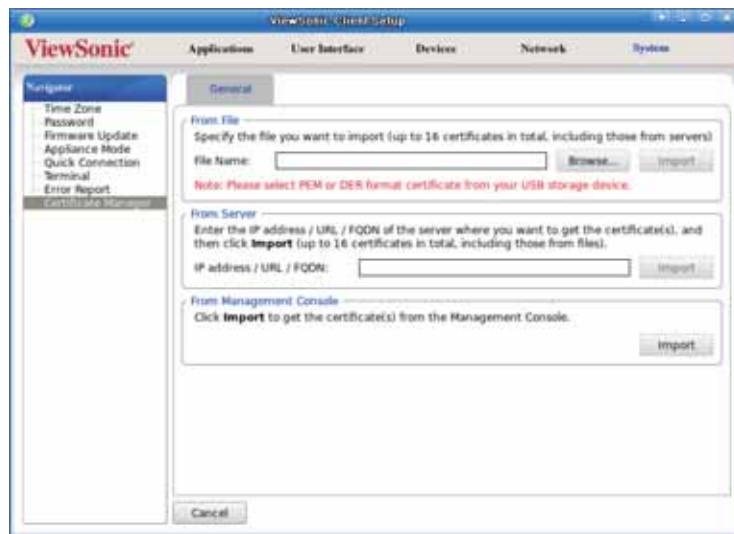 ViewSonic Client Setup
ViewSonic
Applications
User Interface
Devices
Network
System
Navigator
Time Zone
Password
Firmware Update
Appliance Mode
Quick Connection
Terminal
Error Report
Certificate Manager
General
From File
Specify the file you want to import (up to 16 certificates in total, including those from servers)
File Name:
Browse...
Import
Note: Please select PEM or DER format certificate from your USB storage device.
From Server
Enter the IP address / URL / FQDN of the server where you want to get the certificate(s), and
then click Import (up to 16 certificates in total, including those from files).
IP address / URL / FQDN:
Import
From Management Console
Click Import to get the certificate(s) from the Management Console.
Import
Cancel